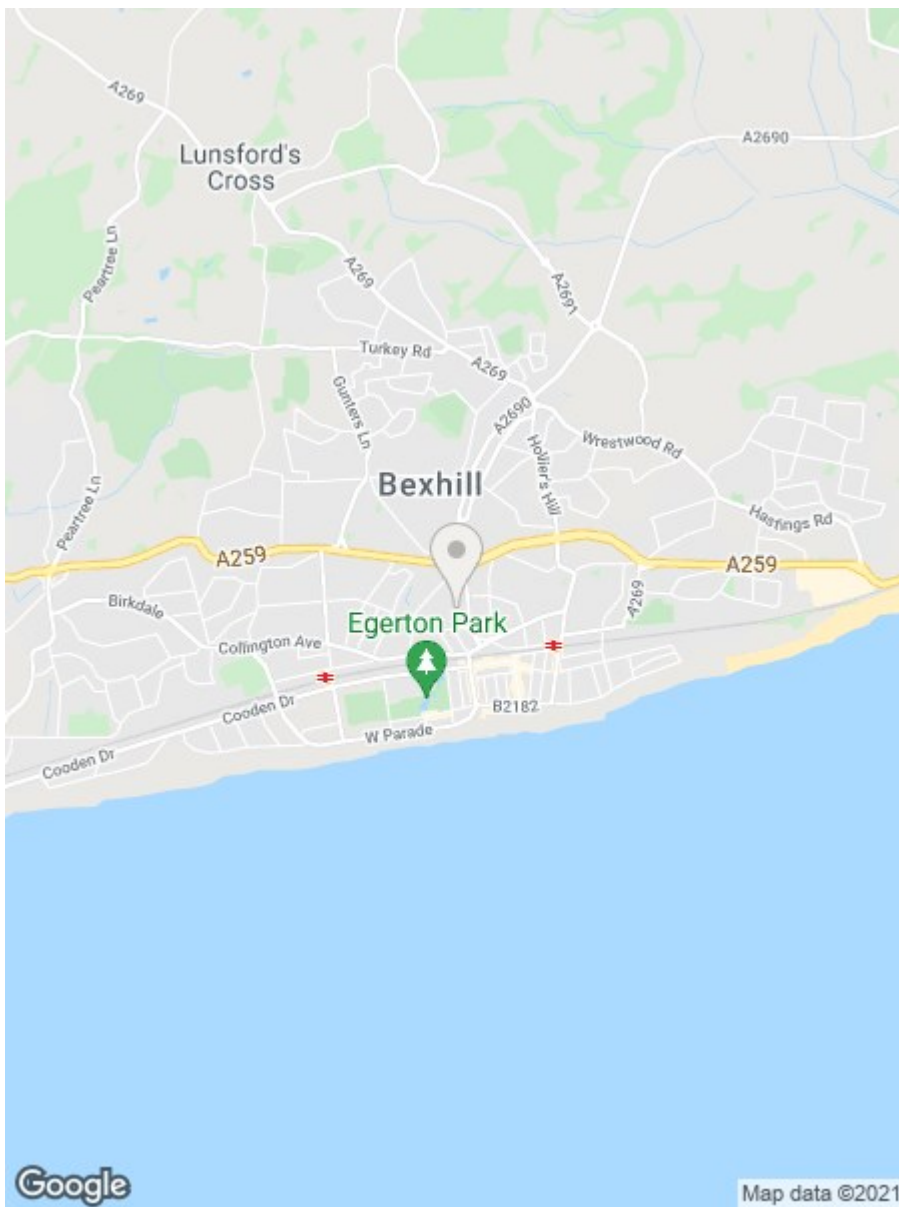 A269
A2690
Lunsford's
Cross
Peartree Ln
A269
A2691
Turkey Rd
A269
Gunters Ln
A2690
Hollier's Hill
Wrestwood Rd
Bexhill
Peartree Ln
Hastings Rd
A259
A259
Birkdale
A269
Egerton Park
Collington Ave
Cooden Dr
B2182
W Parade
Cooden Dr
Google
Map data ©2021